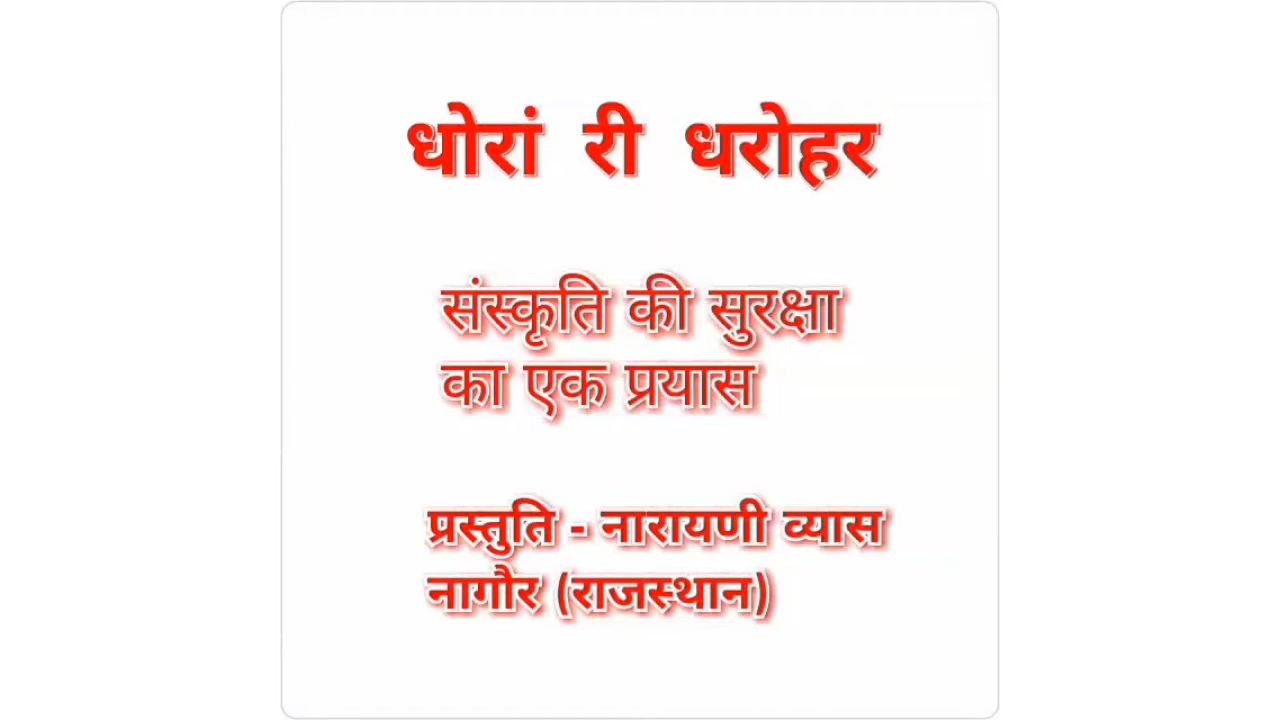 धोरां री धरोहर
संस्कृति की सुरक्षा
का एक प्रयास
प्रस्तुति - नारायणी व्यास
नागौर (राजस्थान)